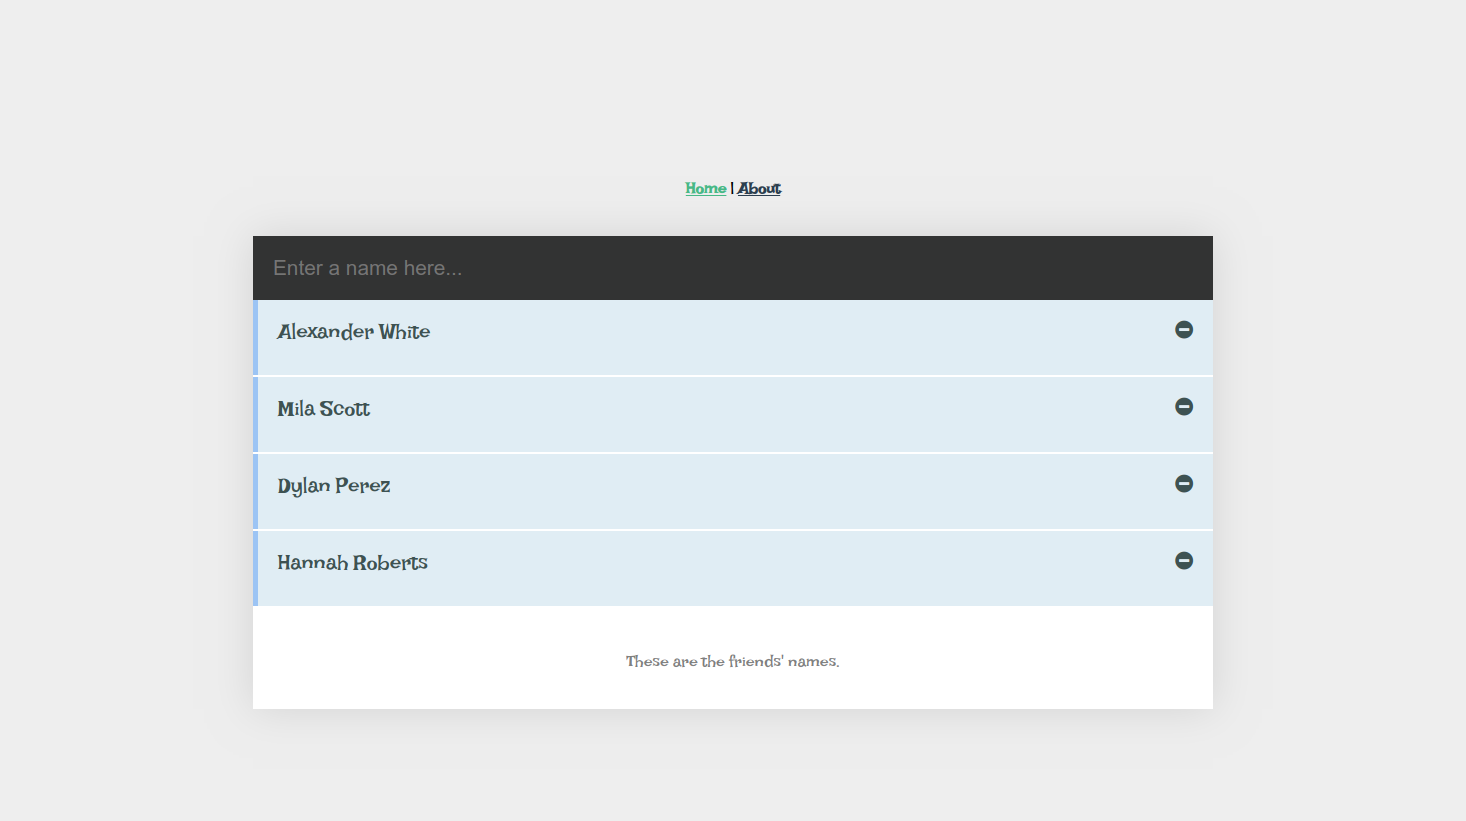 Home | About
Enter a name here...
Alexander White
Mila Scott
Dylan Perez
Hannah Roberts
These are the friends' names.